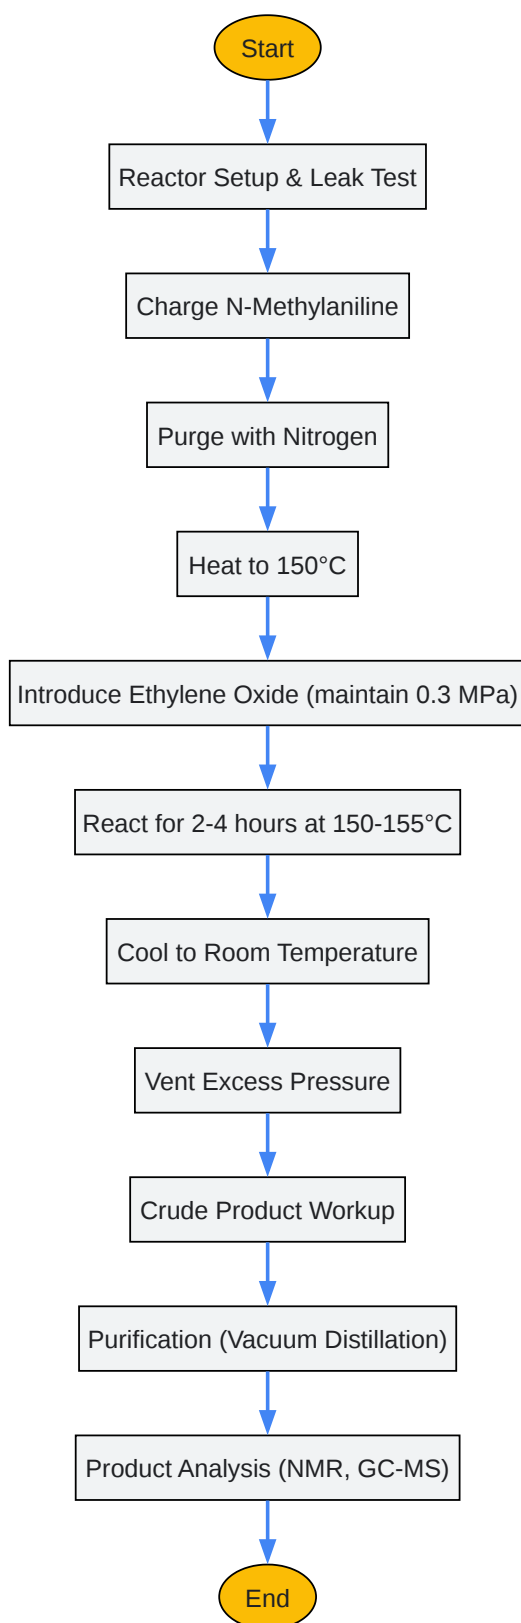 Start
Reactor Setup & Leak Test
Charge N-Methylaniline
Purge with Nitrogen
Heat to 150°C
Introduce Ethylene Oxide (maintain 0.3 MPa)
React for 2-4 hours at 150-155°C
Cool to Room Temperature
Vent Excess Pressure
Crude Product Workup
Purification (Vacuum Distillation)
Product Analysis (NMR, GC-MS)
End